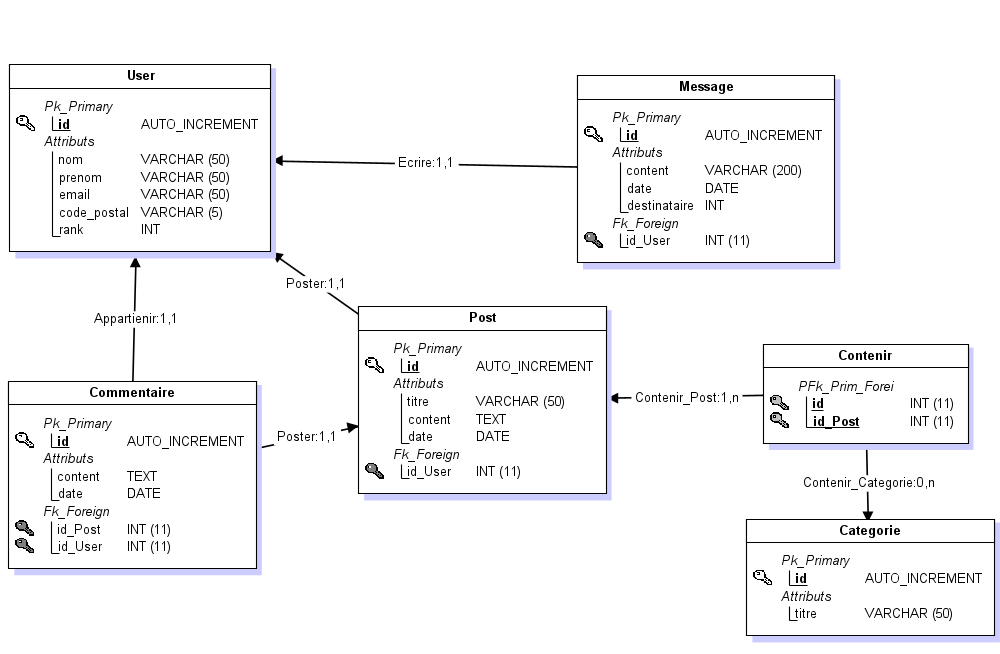 User
Pk_Primary
id AUTO_INCREMENT
Attributs
nom VARCHAR (50)
prenom VARCHAR (50)
email VARCHAR (50)
code_postal VARCHAR (5)
rank INT
Message
Pk_Primary
id AUTO_INCREMENT
Attributs
content VARCHAR (200)
date DATE
destinataire INT
Fk_Foreign
id_User INT (11)
Ecrire:1,1
Poster:1,1
Appartienir:1,1
Post
Pk_Primary
id AUTO_INCREMENT
Attributs
titre VARCHAR (50)
content TEXT
date DATE
Fk_Foreign
id_User INT (11)
Contenir
PFk_Prim_Forei
id INT (11)
id_Post INT (11)
Contenir_Post:1,n
Commentaire
Pk_Primary
id AUTO_INCREMENT
Attributs
content TEXT
date DATE
Fk_Foreign
id_Post INT (11)
id_User INT (11)
Poster:1,1
Contenir_Categorie:0,n
Categorie
Pk_Primary
id AUTO_INCREMENT
Attributs
titre VARCHAR (50)